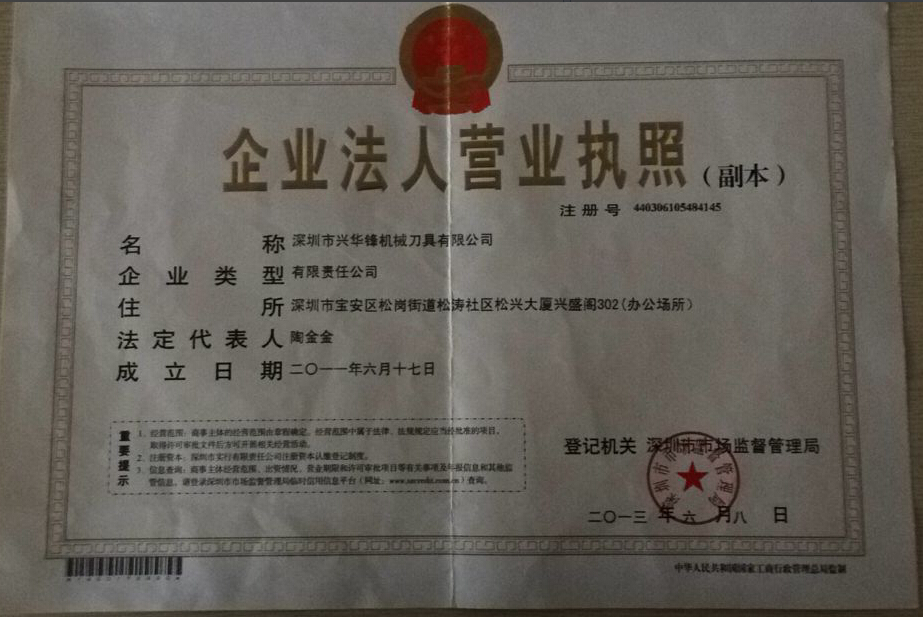 企业法人营业执照（副本）
注册号 440306105484145
名称 深圳市兴华锋机械刀具有限公司
企业类型 有限责任公司
住所 深圳市宝安区松岗街道松涛社区松兴大厦兴盛阁302(办公场所)
法定代表人 陶金金
成立日期 二〇一一年六月十七日
重要提示
1、经营范围：商事主体的经营范围由章程确定。经营范围中属于法律、法规规定应当经批准的项目，
取得许可审批文件后方可开展相关经营活动。
2、注册资本：深圳市实行有限责任公司注册资本认缴登记制度。
3、信息查询：商事主体经营范围、出资情况、营业期限和许可审批项目等有关事项及年报信息和其他监
管信息，请登录深圳市市场监督管理局临时信用信息平台（网址：www.szcredit.com.cn）查询。
登记机关 深圳市市场监督管理局
二〇一三年六月八日
中华人民共和国国家工商行政管理总局监制